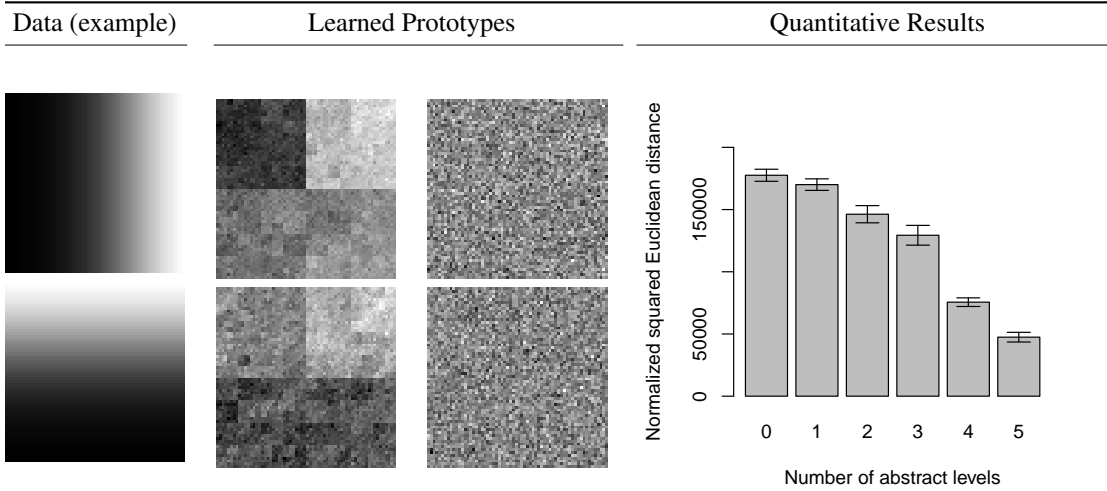 Data (example)
Learned Prototypes
Quantitative Results
Normalized squared Euclidean distance
150000
50000
0
0 1 2 3 4 5
Number of abstract levels